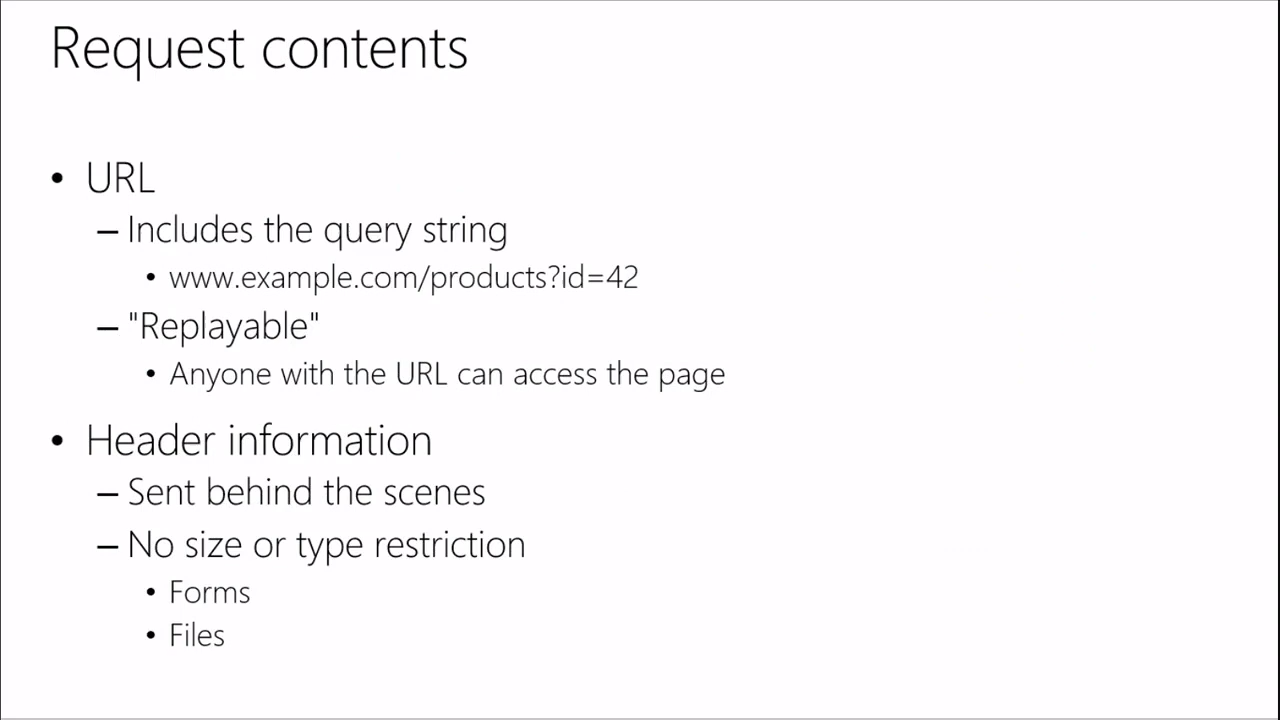 Request contents
• URL
– Includes the query string
• www.example.com/products?id=42
– "Replayable"
• Anyone with the URL can access the page
• Header information
– Sent behind the scenes
– No size or type restriction
• Forms
• Files